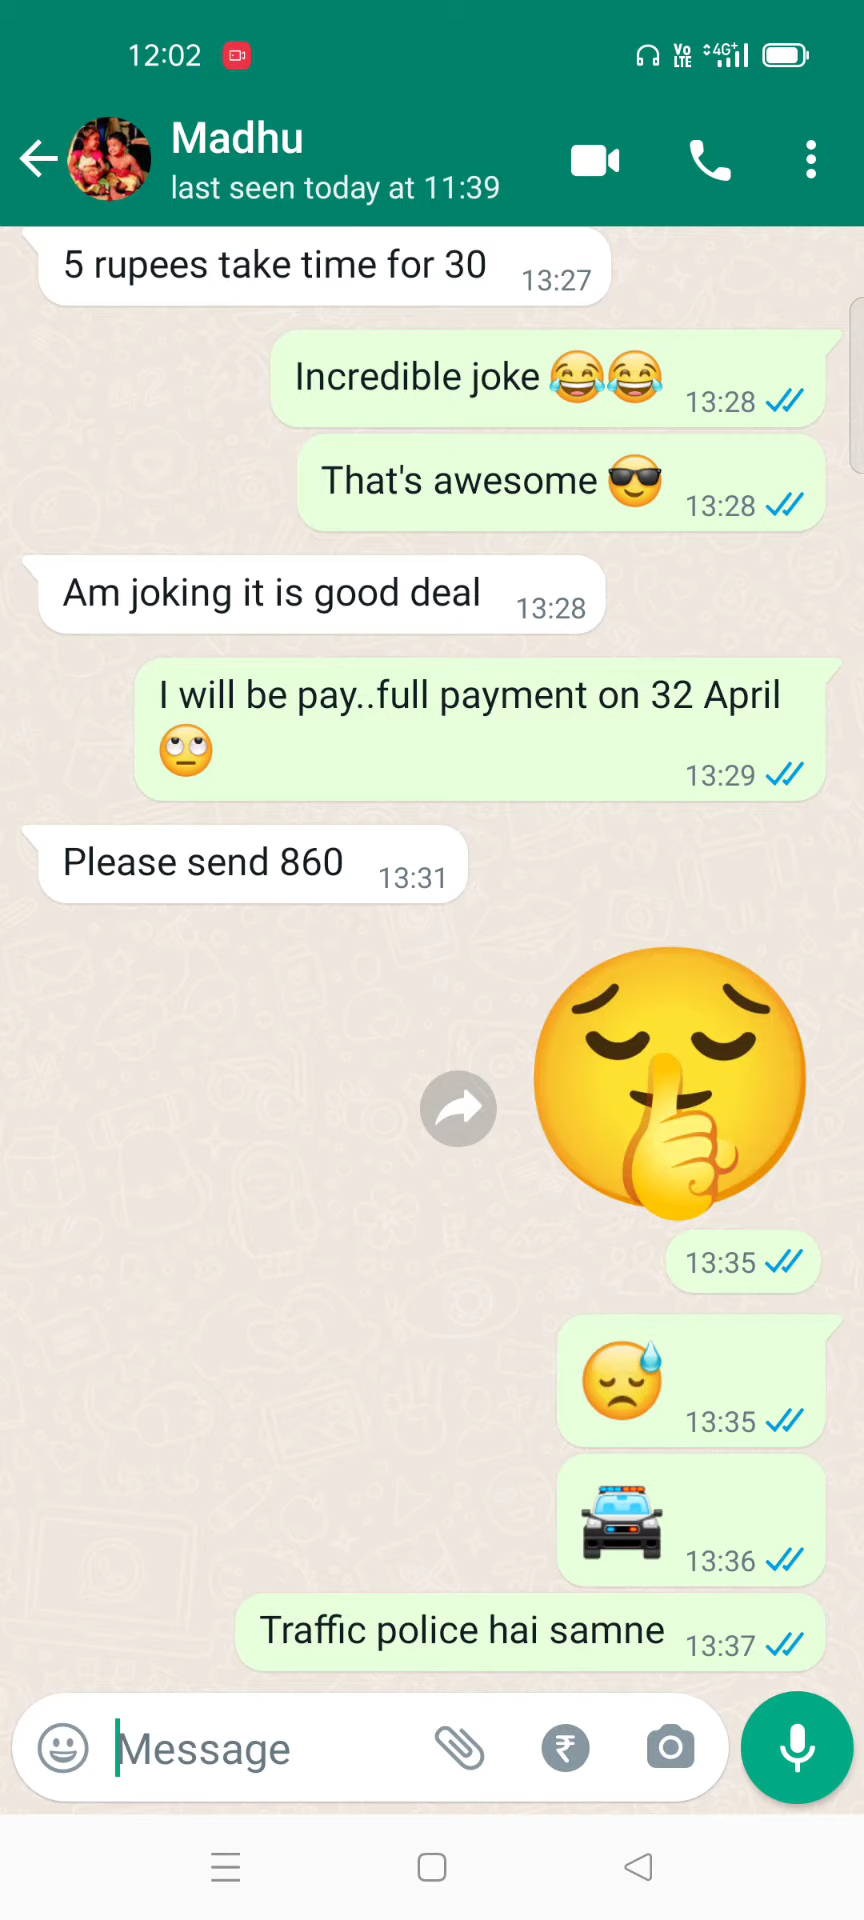 12:02 Vo LTE 4G+
Madhu
last seen today at 11:39
5 rupees take time for 30 13:27
Incredible joke 😂😂 13:28
That's awesome 😎 13:28
Am joking it is good deal 13:28
I will be pay..full payment on 32 April
🙄 13:29
Please send 860 13:31
13:35
😓 13:35
🚔 13:36
Traffic police hai samne 13:37
Message ₹